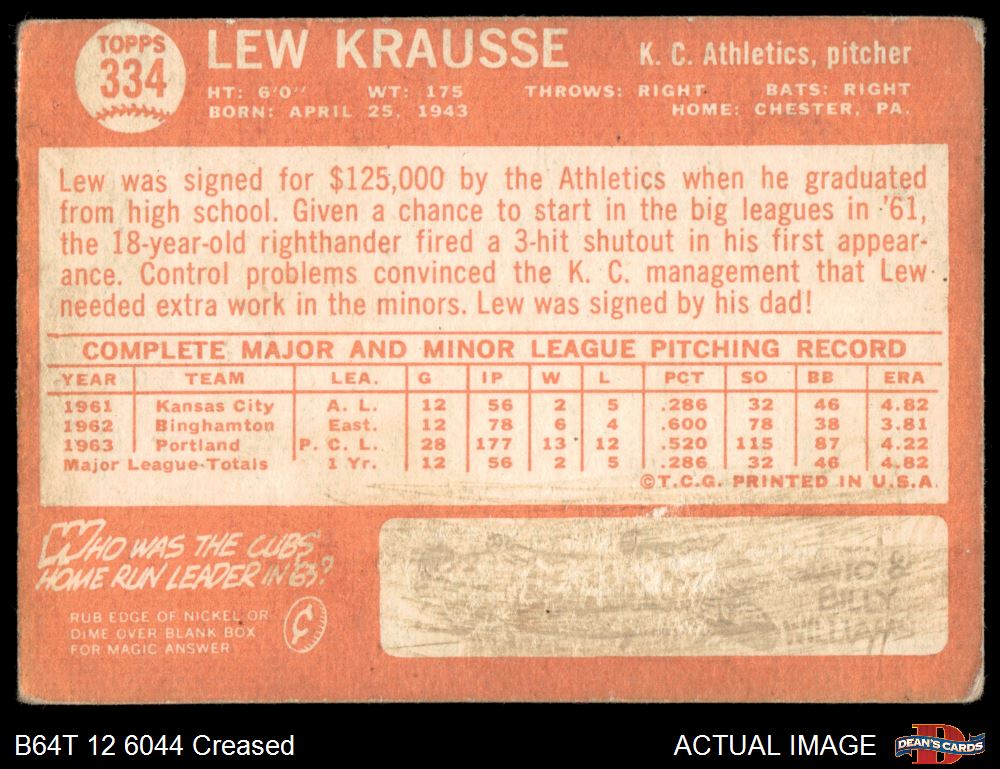 TOPPS
334
LEW KRAUSSE
K. C. Athletics, pitcher
HT: 6'0" WT: 175 THROWS: RIGHT BATS: RIGHT
BORN: APRIL 25, 1943 HOME: CHESTER, PA.
Lew was signed for $125,000 by the Athletics when he graduated
from high school. Given a chance to start in the big leagues in '61,
the 18-year-old righthander fired a 3-hit shutout in his first appear-
ance. Control problems convinced the K. C. management that Lew
needed extra work in the minors. Lew was signed by his dad!
COMPLETE MAJOR AND MINOR LEAGUE PITCHING RECORD
YEAR TEAM LEA. G IP W L PCT SO BB ERA
1961 Kansas City A. L. 12 56 2 5 .286 32 46 4.82
1962 Binghamton East. 12 78 6 4 .600 78 38 3.81
1963 Portland P. C. L. 28 177 13 12 .520 115 87 4.22
Major League Totals 1 Yr. 12 56 2 5 .286 32 46 4.82
©T.C.G. PRINTED IN U.S.A.
WHO WAS THE CUBS'
HOME RUN LEADER IN '63?
RUB EDGE OF NICKEL OR
DIME OVER BLANK BOX
FOR MAGIC ANSWER
¢
BILLY
WILLIAMS
B64T 12 6044 Creased
ACTUAL IMAGE
DEAN'S CARDS